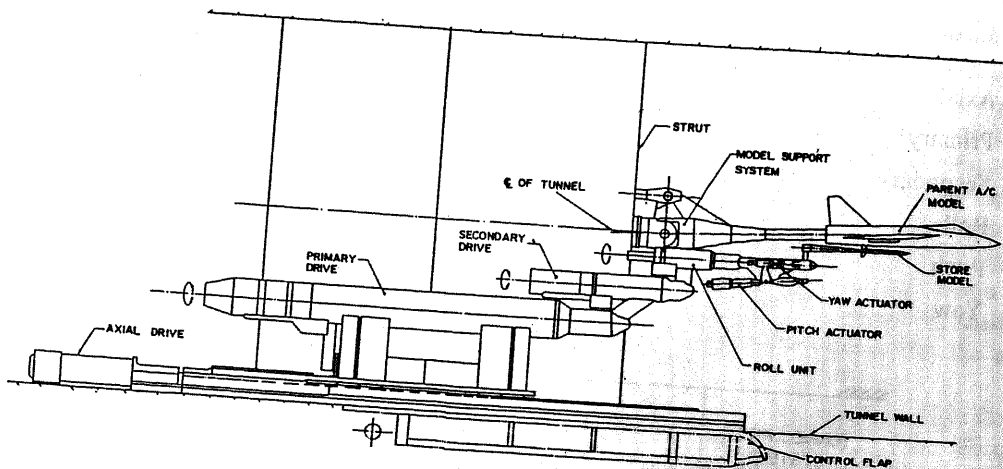 STRUT
MODEL SUPPORT
SYSTEM
℄ OF TUNNEL
PARENT A/C
MODEL
SECONDARY
DRIVE
PRIMARY
DRIVE
STORE
MODEL
YAW ACTUATOR
PITCH ACTUATOR
AXIAL DRIVE
ROLL UNIT
TUNNEL WALL
CONTROL FLAP